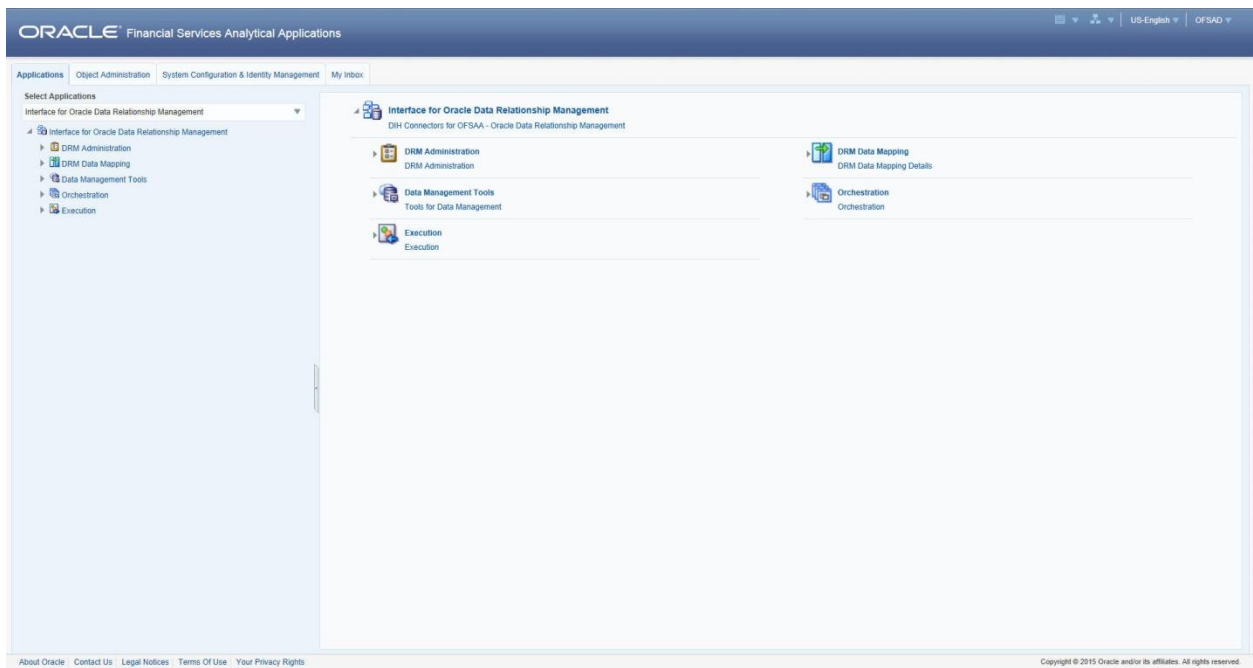 ORACLE® Financial Services Analytical Applications
US-English
OFSAD
Applications
Object Administration
System Configuration & Identity Management
My Inbox
Select Applications
Interface for Oracle Data Relationship Management
Interface for Oracle Data Relationship Management
DRM Administration
DRM Data Mapping
Data Management Tools
Orchestration
Execution
Interface for Oracle Data Relationship Management
DIH Connectors for OFSAA - Oracle Data Relationship Management
DRM Administration
DRM Administration
DRM Data Mapping
DRM Data Mapping Details
Data Management Tools
Tools for Data Management
Orchestration
Orchestration
Execution
Execution
About Oracle
Contact Us
Legal Notices
Terms Of Use
Your Privacy Rights
Copyright © 2015 Oracle and/or its affiliates. All rights reserved.